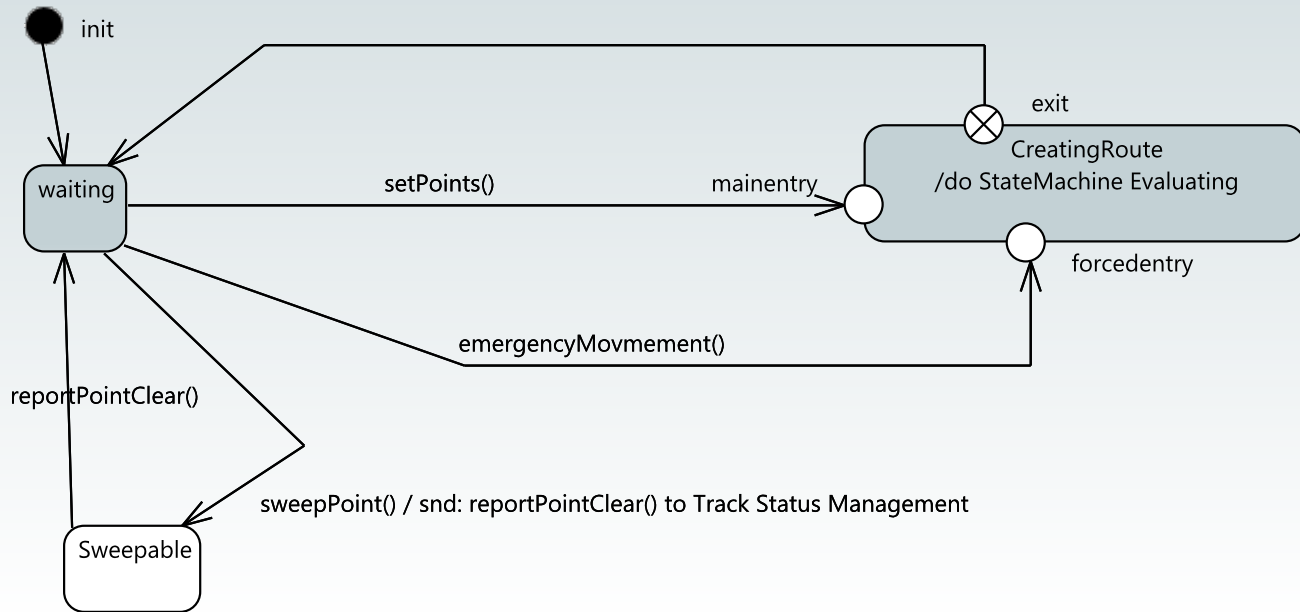 init
exit
CreatingRoute
/do StateMachine Evaluating
waiting
setPoints()
mainentry
forcedentry
emergencyMovmement()
reportPointClear()
sweepPoint() / snd: reportPointClear() to Track Status Management
Sweepable